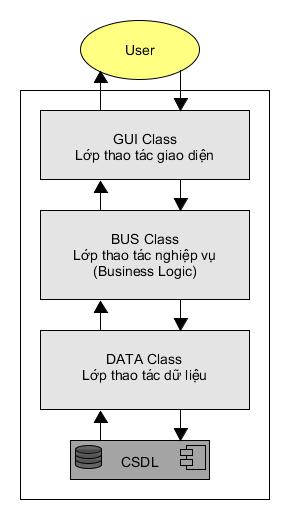 User
GUI Class
Lớp thao tác giao diện
BUS Class
Lớp thao tác nghiệp vụ
(Business Logic)
DATA Class
Lớp thao tác dữ liệu
CSDL